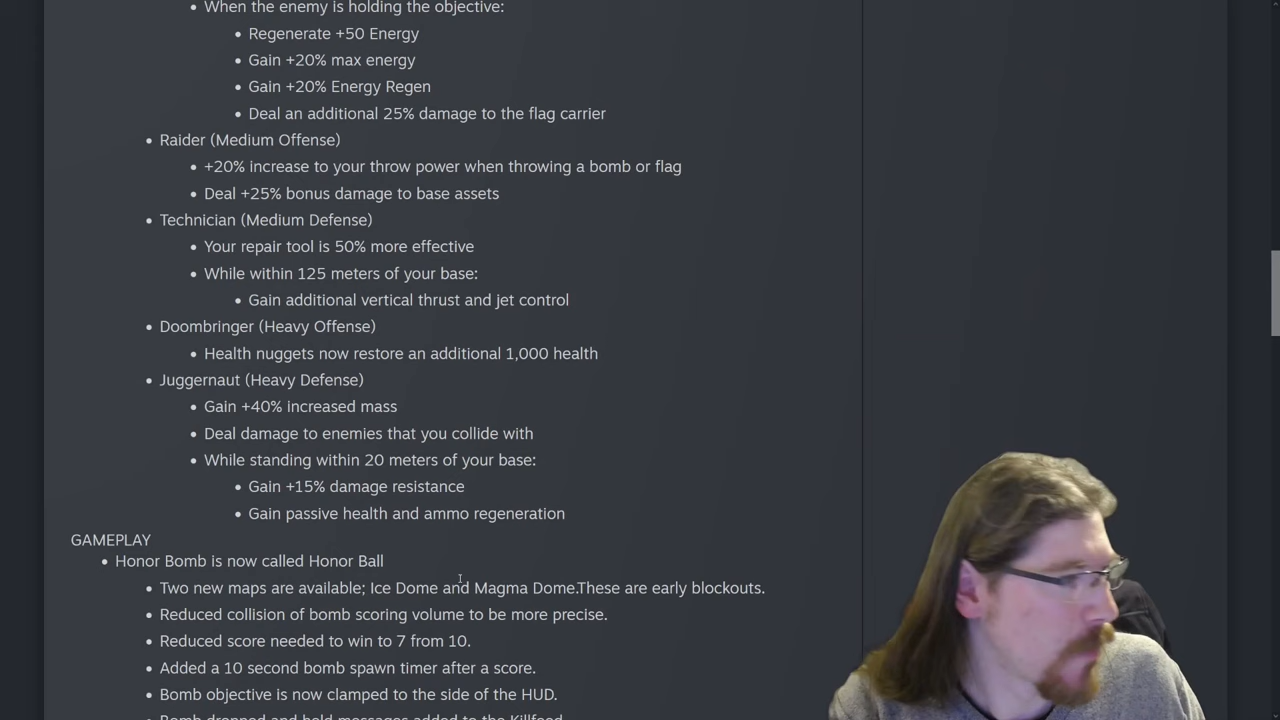 When the enemy is holding the objective:
Regenerate +50 Energy
Gain +20% max energy
Gain +20% Energy Regen
Deal an additional 25% damage to the flag carrier
Raider (Medium Offense)
+20% increase to your throw power when throwing a bomb or flag
Deal +25% bonus damage to base assets
Technician (Medium Defense)
Your repair tool is 50% more effective
While within 125 meters of your base:
Gain additional vertical thrust and jet control
Doombringer (Heavy Offense)
Health nuggets now restore an additional 1,000 health
Juggernaut (Heavy Defense)
Gain +40% increased mass
Deal damage to enemies that you collide with
While standing within 20 meters of your base:
Gain +15% damage resistance
Gain passive health and ammo regeneration
GAMEPLAY
Honor Bomb is now called Honor Ball
Two new maps are available; Ice Dome and Magma Dome.These are early blockouts.
Reduced collision of bomb scoring volume to be more precise.
Reduced score needed to win to 7 from 10.
Added a 10 second bomb spawn timer after a score.
Bomb objective is now clamped to the side of the HUD.
Bomb dropped and held messages added to the Killfeed